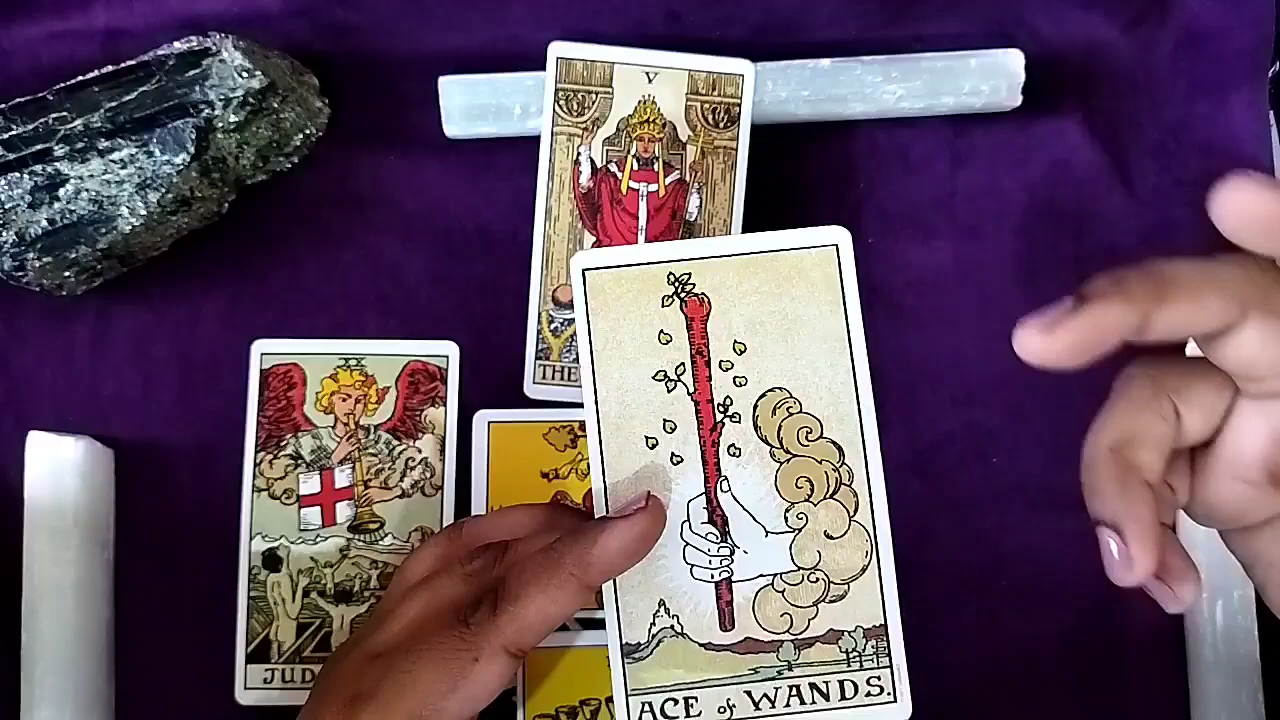 V
THE
XX
JUD
ACE of WANDS.